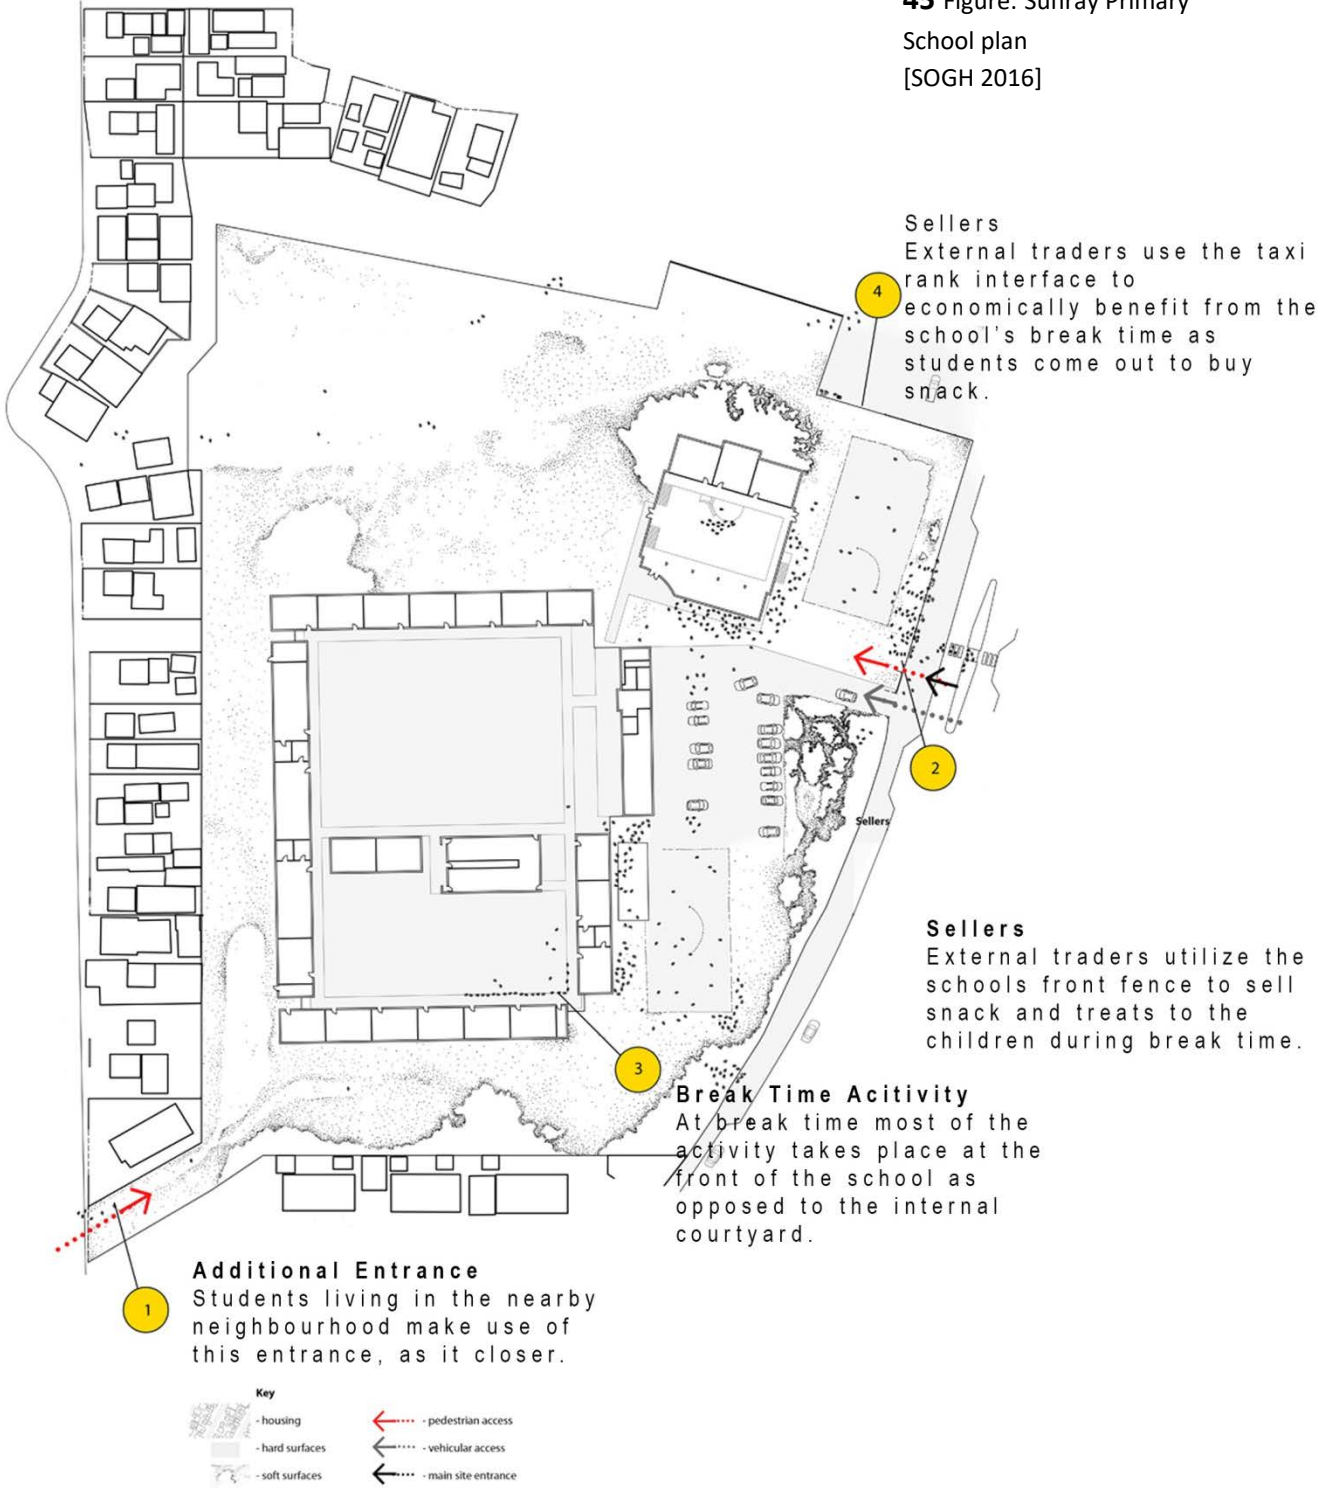 45 Figure: Sunray Primary
School plan
[SOGH 2016]
Sellers
External traders use the taxi
rank interface to
economically benefit from the
school's break time as
students come out to buy
snack.
4
2
Sellers
Sellers
External traders utilize the
schools front fence to sell
snack and treats to the
children during break time.
3
Break Time Acitivity
At break time most of the
activity takes place at the
front of the school as
opposed to the internal
courtyard.
1
Additional Entrance
Students living in the nearby
neighbourhood make use of
this entrance, as it closer.
Key
- housing
- hard surfaces
- soft surfaces
- pedestrian access
- vehicular access
- main site entrance